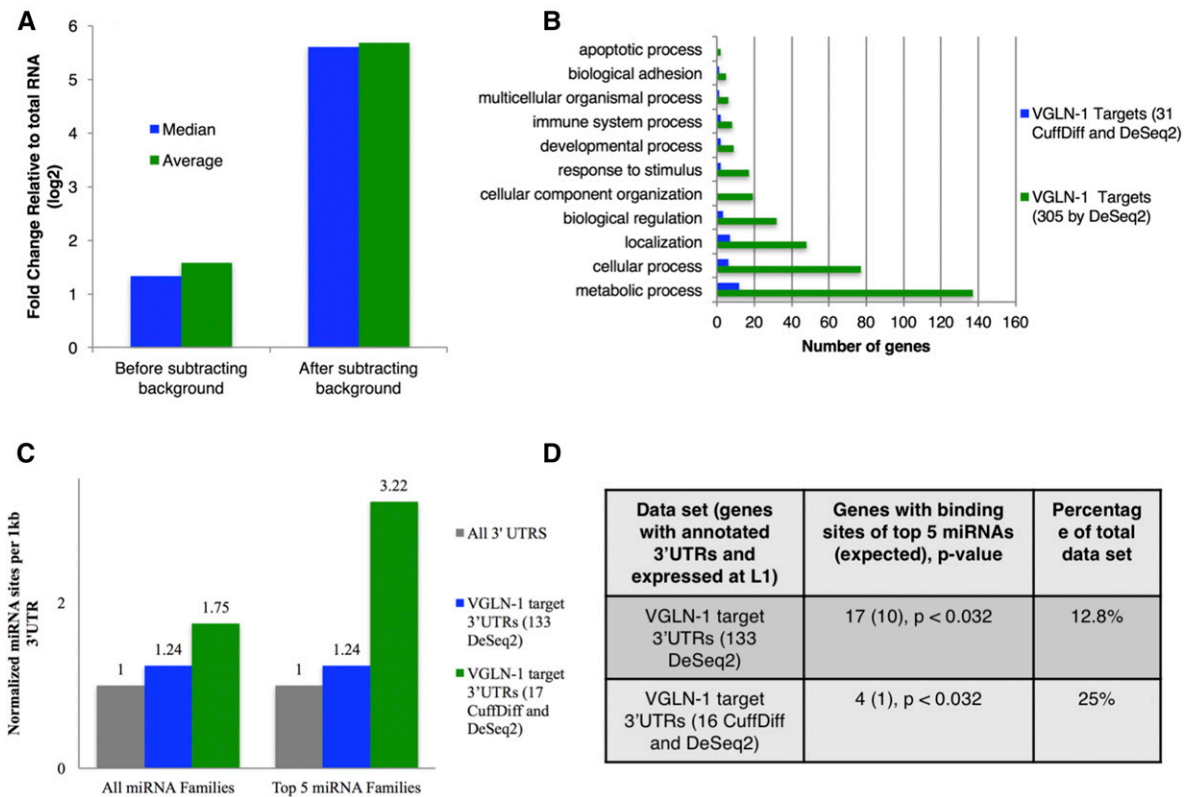 A
6
5
4
3
2
1
0
Fold Change Relative to total RNA
(log2)
Median
Average
Before subtracting
background
After subtracting
background
B
apoptotic process
biological adhesion
multicellular organismal process
immune system process
developmental process
response to stimulus
cellular component organization
biological regulation
localization
cellular process
metabolic process
0 20 40 60 80 100 120 140 160
Number of genes
VGLN-1 Targets (31
CuffDiff and DeSeq2)
VGLN-1 Targets
(305 by DeSeq2)
C
Normalized miRNA sites per 1kb
3'UTR
2
0
1
1.24
1.75
1
1.24
3.22
All miRNA Families
Top 5 miRNA Families
All 3' UTRS
VGLN-1 target
3'UTRs (133
DeSeq2)
VGLN-1 target
3'UTRs (17
CuffDiff and
DeSeq2)
D
Data set (genes
with annotated
3'UTRs and
expressed at L1)
Genes with binding
sites of top 5 miRNAs
(expected), p-value
Percentag
e of total
data set
VGLN-1 target
3'UTRs (133
DeSeq2)
17 (10), p < 0.032
12.8%
VGLN-1 target
3'UTRs (16 CuffDiff
and DeSeq2)
4 (1), p < 0.032
25%